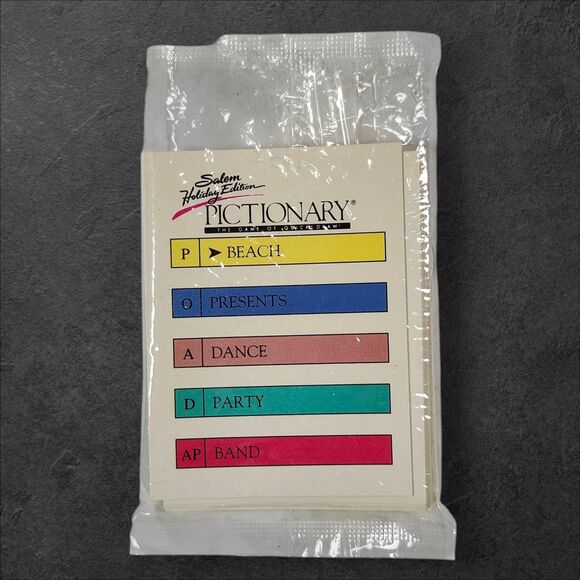 Salem
Holiday Edition
PICTIONARY®
THE GAME OF QUICK DRAW
P ➤ BEACH
O PRESENTS
A DANCE
D PARTY
AP BAND